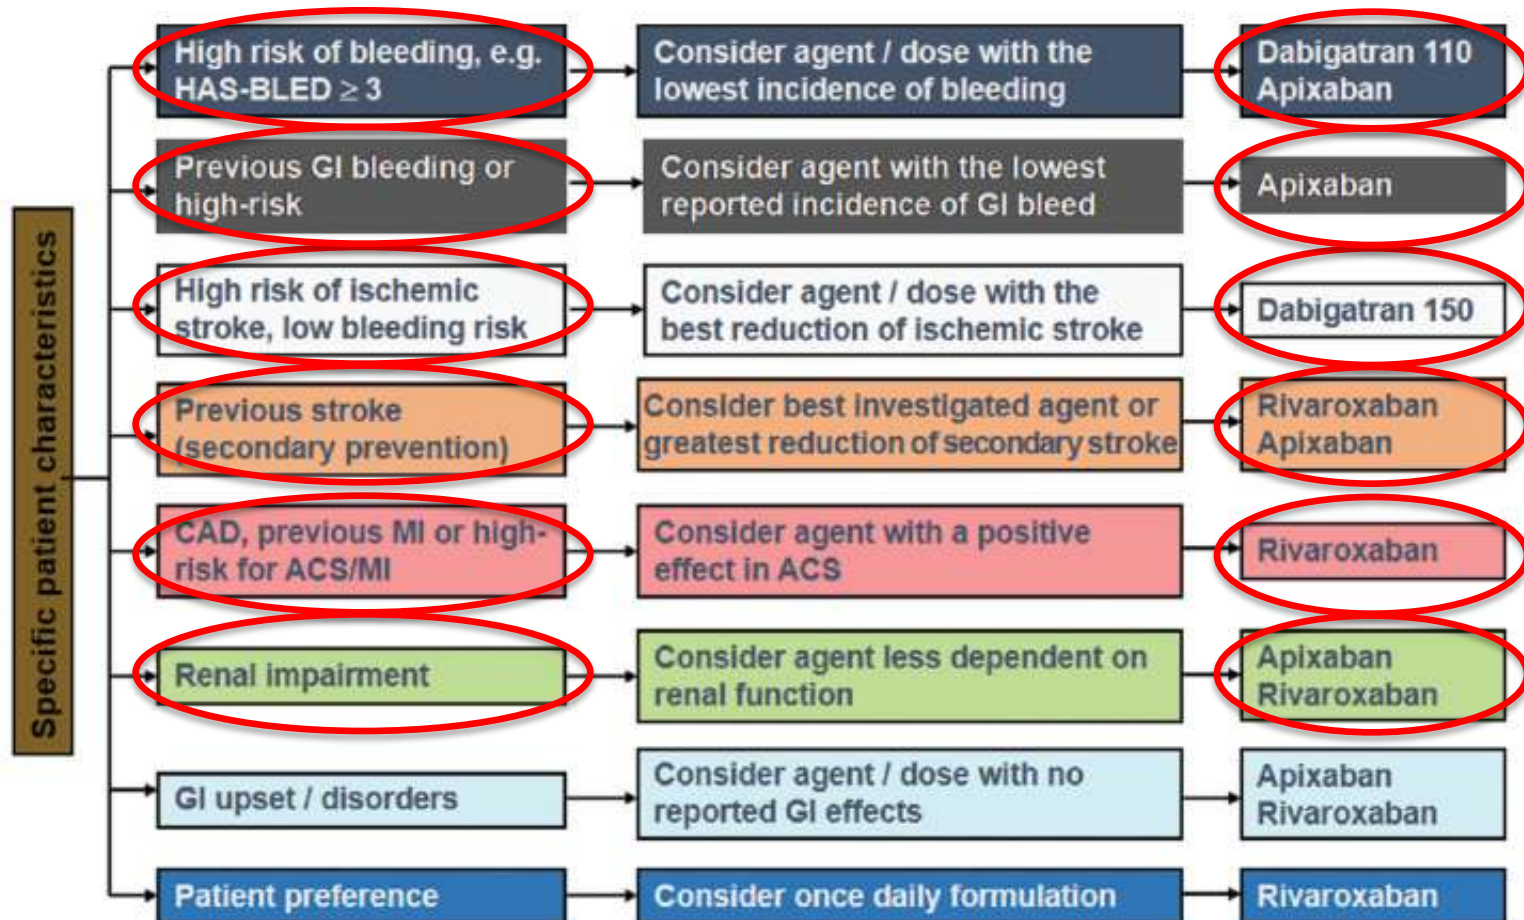 Specific patient characteristics
High risk of bleeding, e.g.
HAS-BLED ≥ 3
Consider agent / dose with the
lowest incidence of bleeding
Dabigatran 110
Apixaban
Previous GI bleeding or
high-risk
Consider agent with the lowest
reported incidence of GI bleed
Apixaban
High risk of ischemic
stroke, low bleeding risk
Consider agent / dose with the
best reduction of ischemic stroke
Dabigatran 150
Previous stroke
(secondary prevention)
Consider best investigated agent or
greatest reduction of secondary stroke
Rivaroxaban
Apixaban
CAD, previous MI or high-
risk for ACS/MI
Consider agent with a positive
effect in ACS
Rivaroxaban
Renal impairment
Consider agent less dependent on
renal function
Apixaban
Rivaroxaban
GI upset / disorders
Consider agent / dose with no
reported GI effects
Apixaban
Rivaroxaban
Patient preference
Consider once daily formulation
Rivaroxaban